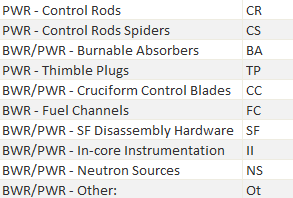 PWR - Control Rods CR
PWR - Control Rods Spiders CS
BWR/PWR - Burnable Absorbers BA
PWR - Thimble Plugs TP
BWR/PWR - Cruciform Control Blades CC
BWR - Fuel Channels FC
BWR/PWR - SF Disassembly Hardware SF
BWR/PWR - In-core Instrumentation II
BWR/PWR - Neutron Sources NS
BWR/PWR - Other: Ot